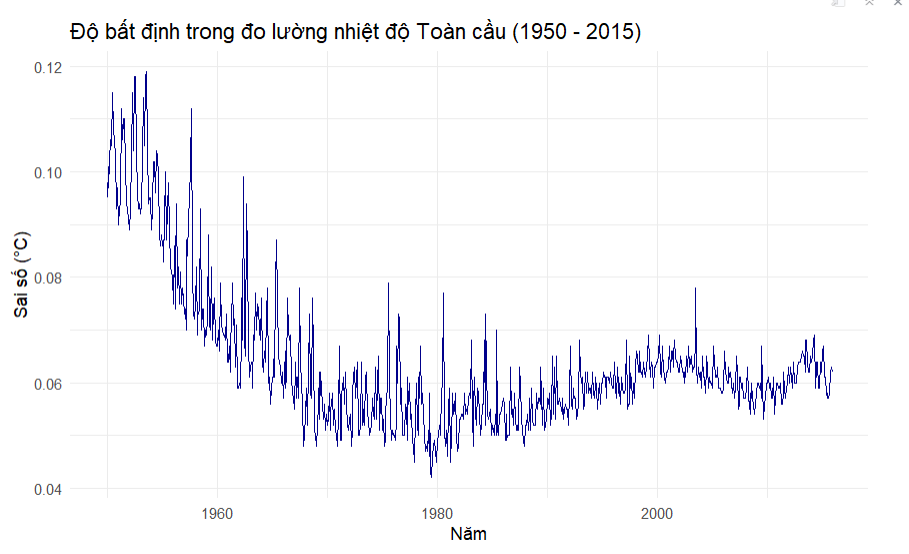 Độ bất định trong đo lường nhiệt độ Toàn cầu (1950 - 2015)
0.12
0.10
0.08
0.06
0.04
Sai số (°C)
1960 1980 2000
Năm